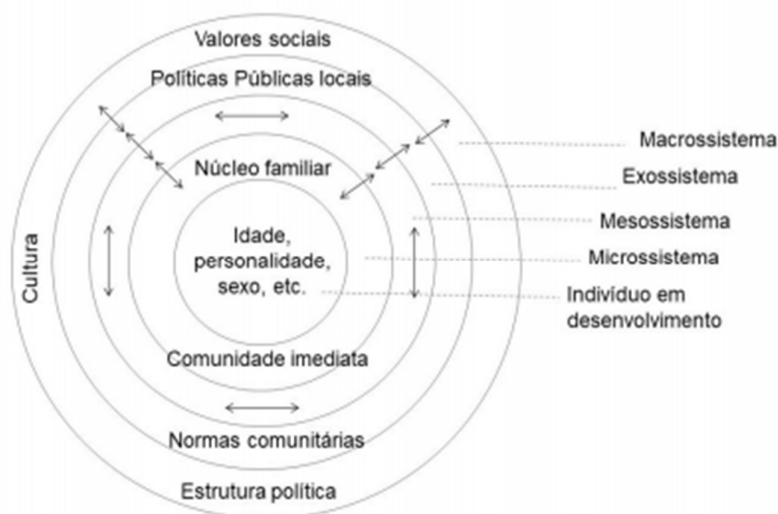 Valores sociais
Políticas Públicas locais
Núcleo familiar
Idade,
personalidade,
sexo, etc.
Comunidade imediata
Normas comunitárias
Estrutura política
Cultura
Macrossistema
Exossistema
Mesossistema
Microssistema
Indivíduo em
desenvolvimento